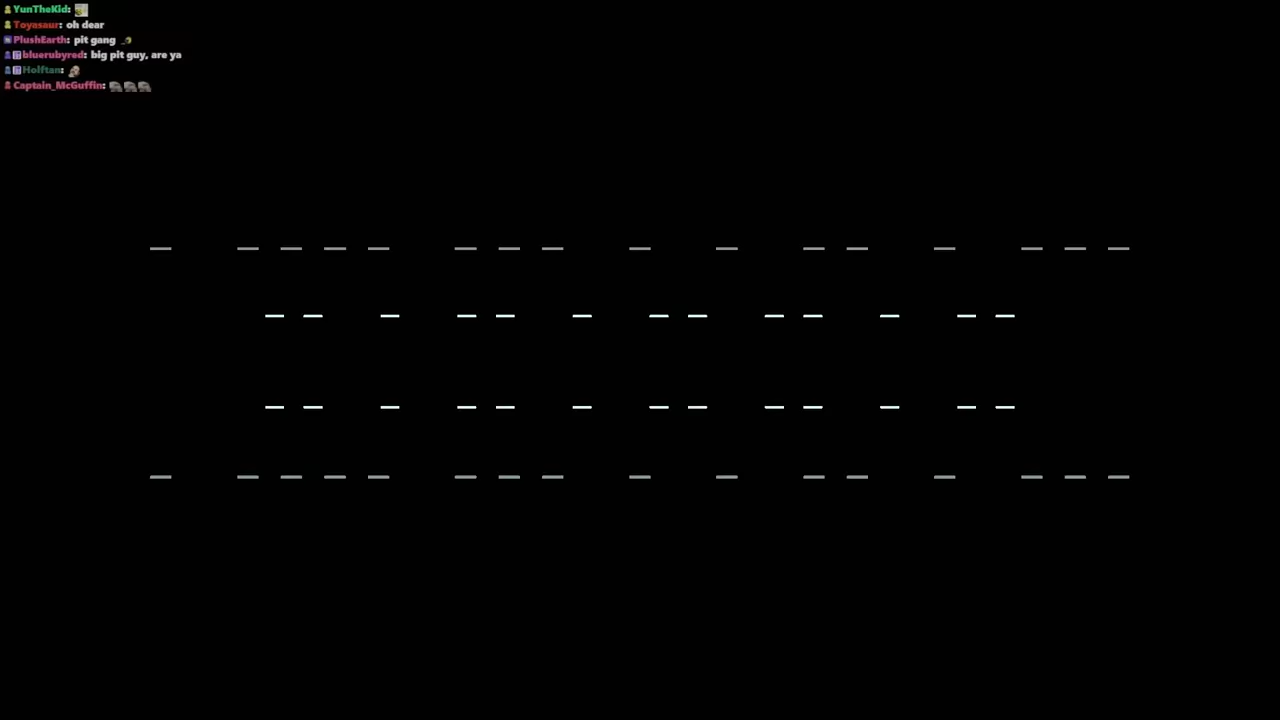 YunTheKid:
Toyasaur: oh dear
PlushEarth: pit gang
bluerubyred: big pit guy, are ya
Holftan:
Captain_McGuffin: